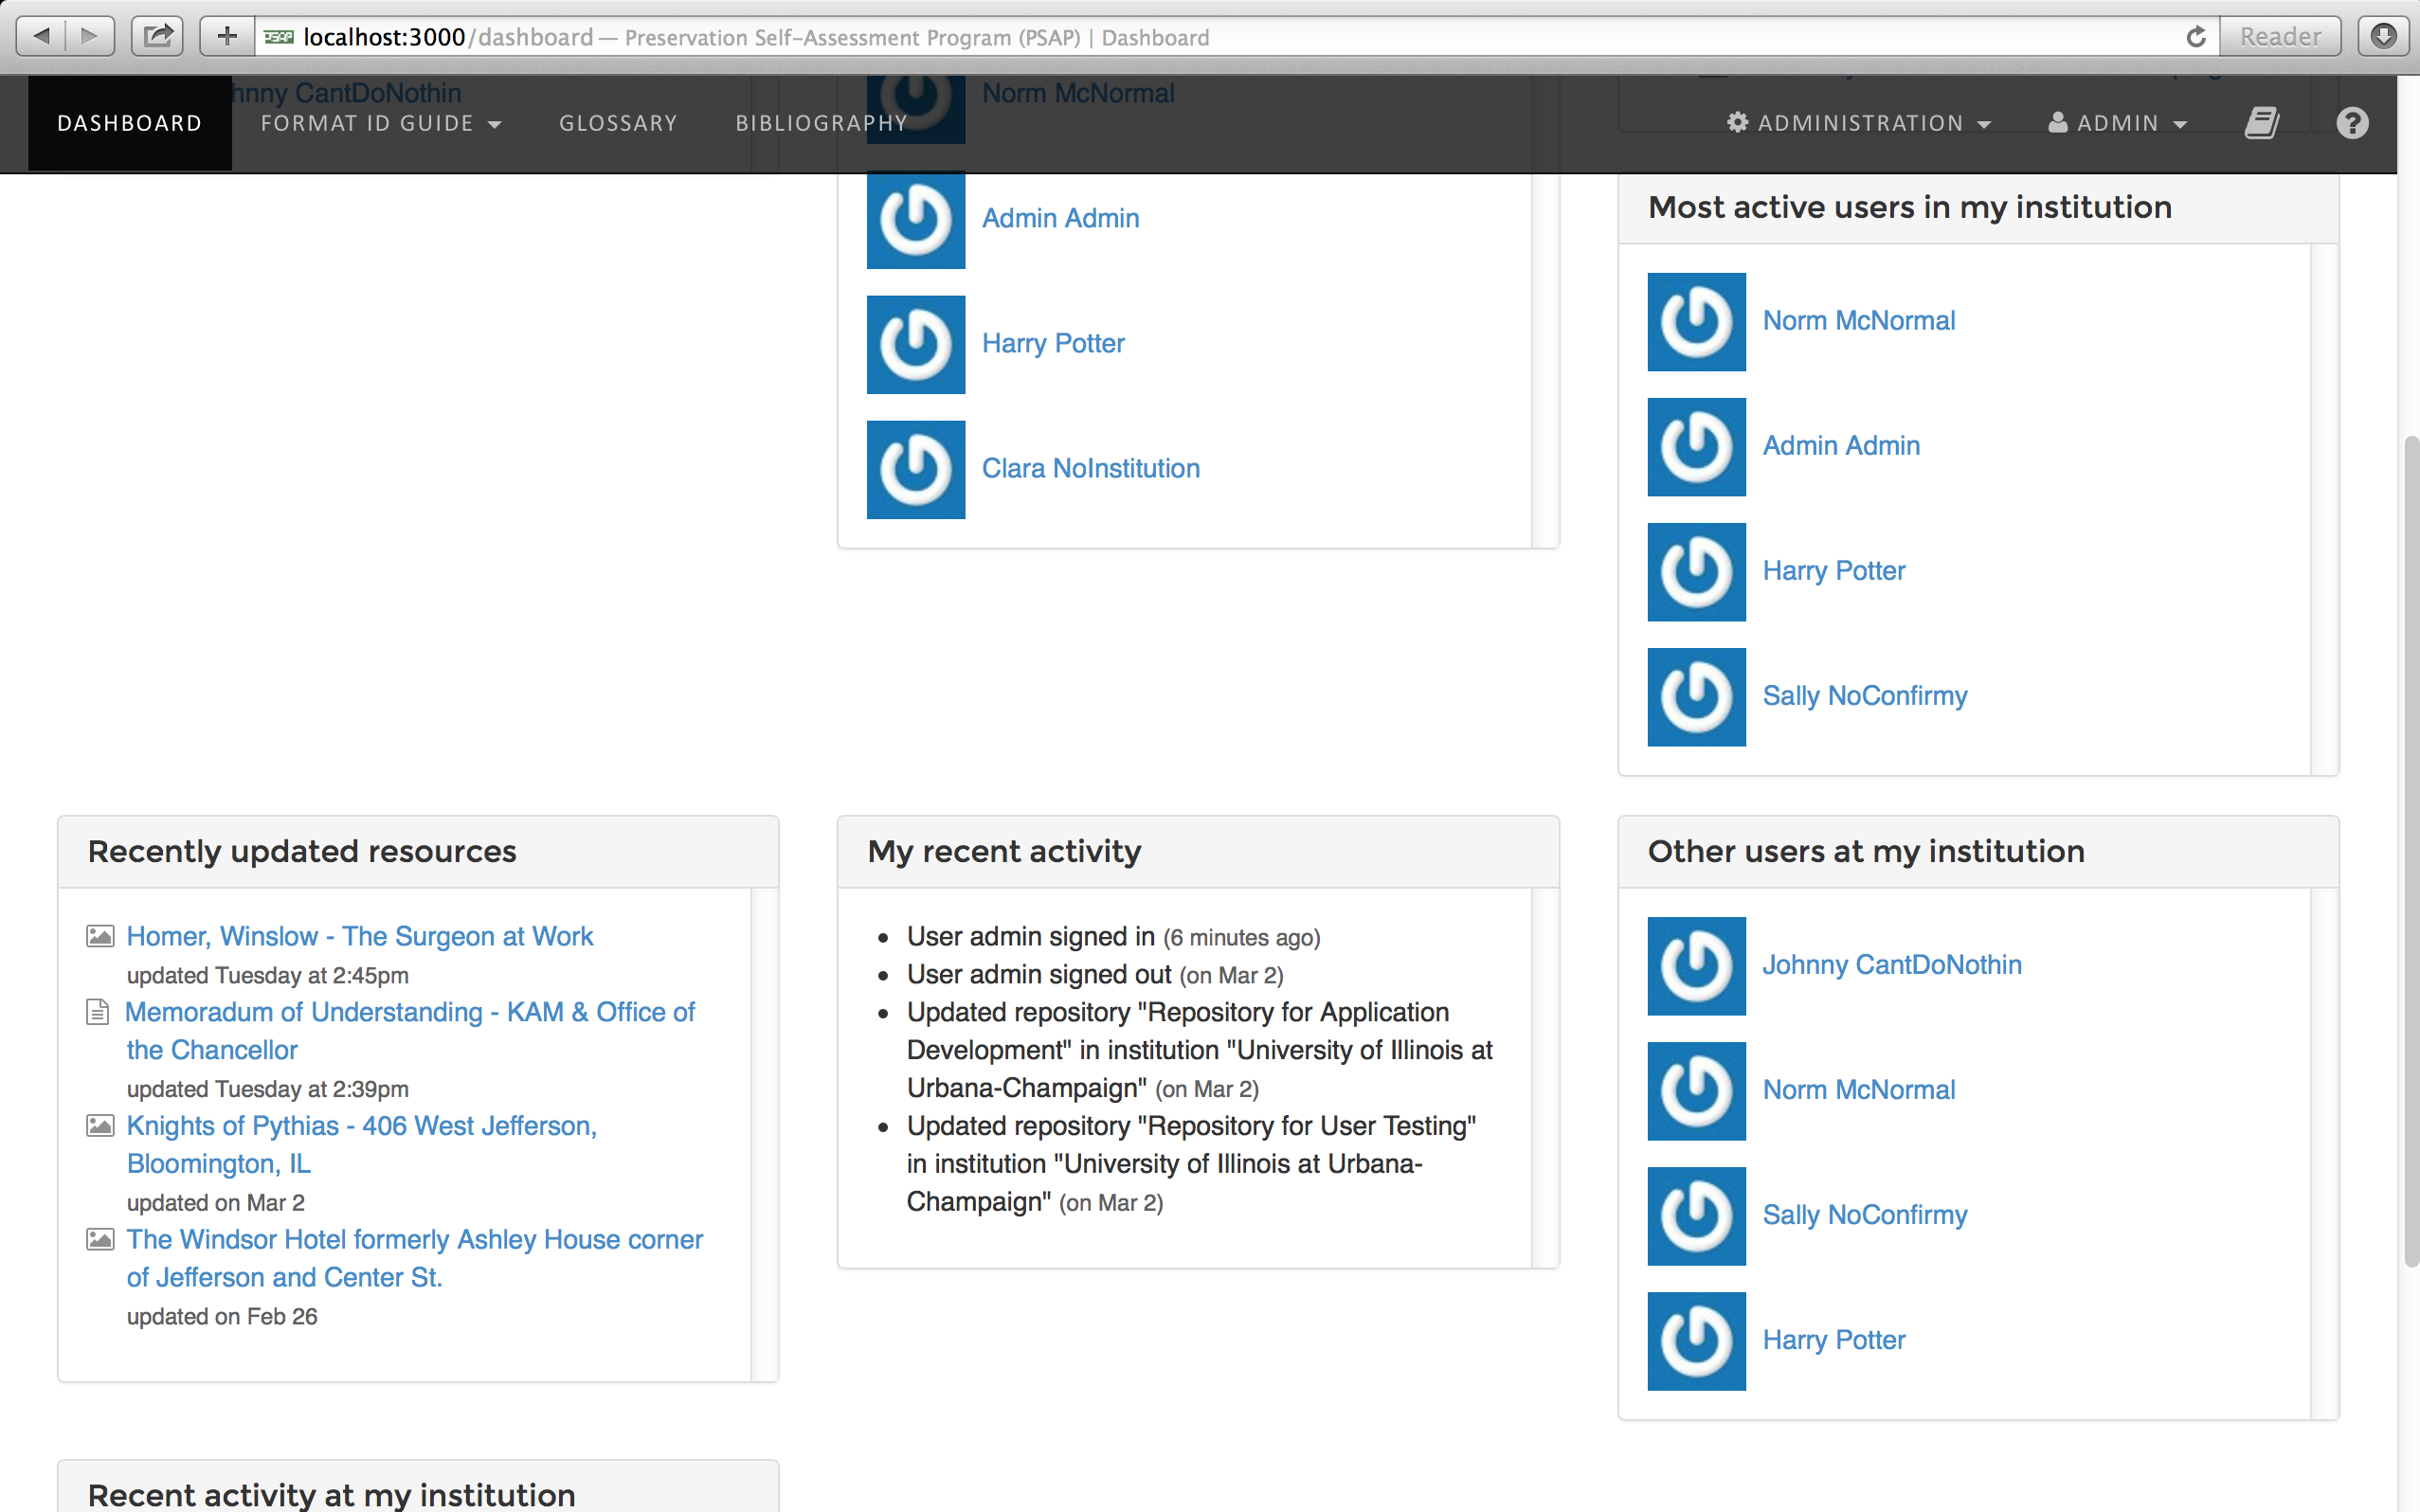 localhost:3000/dashboard — Preservation Self-Assessment Program (PSAP) | Dashboard
Reader
DASHBOARD
FORMAT ID GUIDE
GLOSSARY
BIBLIOGRAPHY
ADMINISTRATION
ADMIN
hnny CantDoNothin
Norm McNormal
Admin Admin
Harry Potter
Clara NoInstitution
Most active users in my institution
Norm McNormal
Admin Admin
Harry Potter
Sally NoConfirmy
Recently updated resources
Homer, Winslow - The Surgeon at Work
updated Tuesday at 2:45pm
Memoradum of Understanding - KAM & Office of
the Chancellor
updated Tuesday at 2:39pm
Knights of Pythias - 406 West Jefferson,
Bloomington, IL
updated on Mar 2
The Windsor Hotel formerly Ashley House corner
of Jefferson and Center St.
updated on Feb 26
My recent activity
User admin signed in (6 minutes ago)
User admin signed out (on Mar 2)
Updated repository "Repository for Application
Development" in institution "University of Illinois at
Urbana-Champaign" (on Mar 2)
Updated repository "Repository for User Testing"
in institution "University of Illinois at Urbana-
Champaign" (on Mar 2)
Other users at my institution
Johnny CantDoNothin
Norm McNormal
Sally NoConfirmy
Harry Potter
Recent activity at my institution